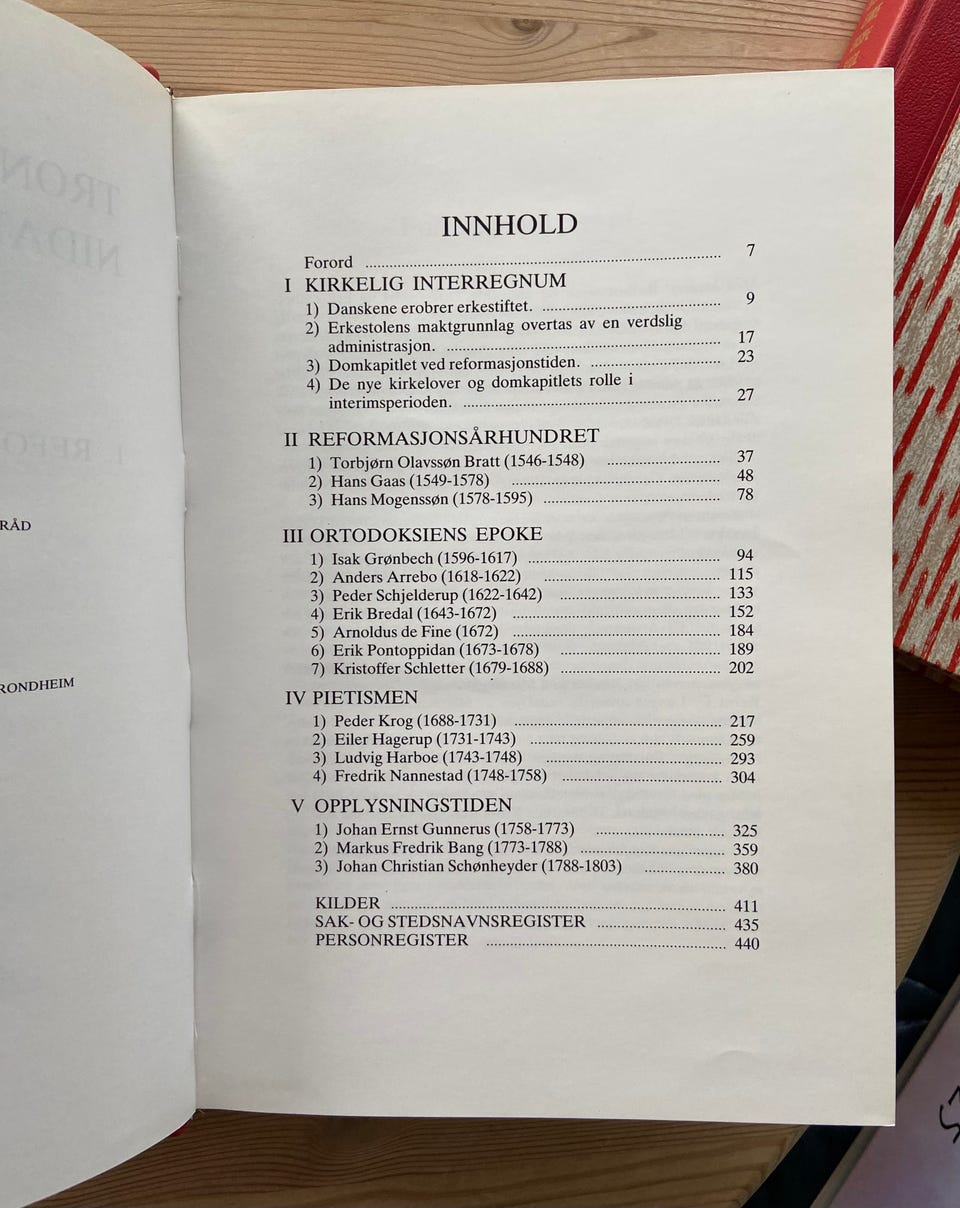 RÅD
RONDHEIM
INNHOLD
Forord ........ 7
I KIRKELIG INTERREGNUM
1) Danskene erobrer erkestiftet. ........ 9
2) Erkestolens maktgrunnlag overtas av en verdslig
administrasjon. ........ 17
3) Domkapitlet ved reformasjonstiden. ........ 23
4) De nye kirkelover og domkapitlets rolle i
interimsperioden. ........ 27
II REFORMASJONSÅRHUNDRET
1) Torbjørn Olavssøn Bratt (1546-1548) ........ 37
2) Hans Gaas (1549-1578) ........ 48
3) Hans Mogenssøn (1578-1595) ........ 78
III ORTODOKSIENS EPOKE
1) Isak Grønbech (1596-1617) ........ 94
2) Anders Arrebo (1618-1622) ........ 115
3) Peder Schjelderup (1622-1642) ........ 133
4) Erik Bredal (1643-1672) ........ 152
5) Arnoldus de Fine (1672) ........ 184
6) Erik Pontoppidan (1673-1678) ........ 189
7) Kristoffer Schletter (1679-1688) ........ 202
IV PIETISMEN
1) Peder Krog (1688-1731) ........ 217
2) Eiler Hagerup (1731-1743) ........ 259
3) Ludvig Harboe (1743-1748) ........ 293
4) Fredrik Nannestad (1748-1758) ........ 304
V OPPLYSNINGSTIDEN
1) Johan Ernst Gunnerus (1758-1773) ........ 325
2) Markus Fredrik Bang (1773-1788) ........ 359
3) Johan Christian Schønheyder (1788-1803) ........ 380
KILDER ........ 411
SAK- OG STEDSNAVNSREGISTER ........ 435
PERSONREGISTER ........ 440